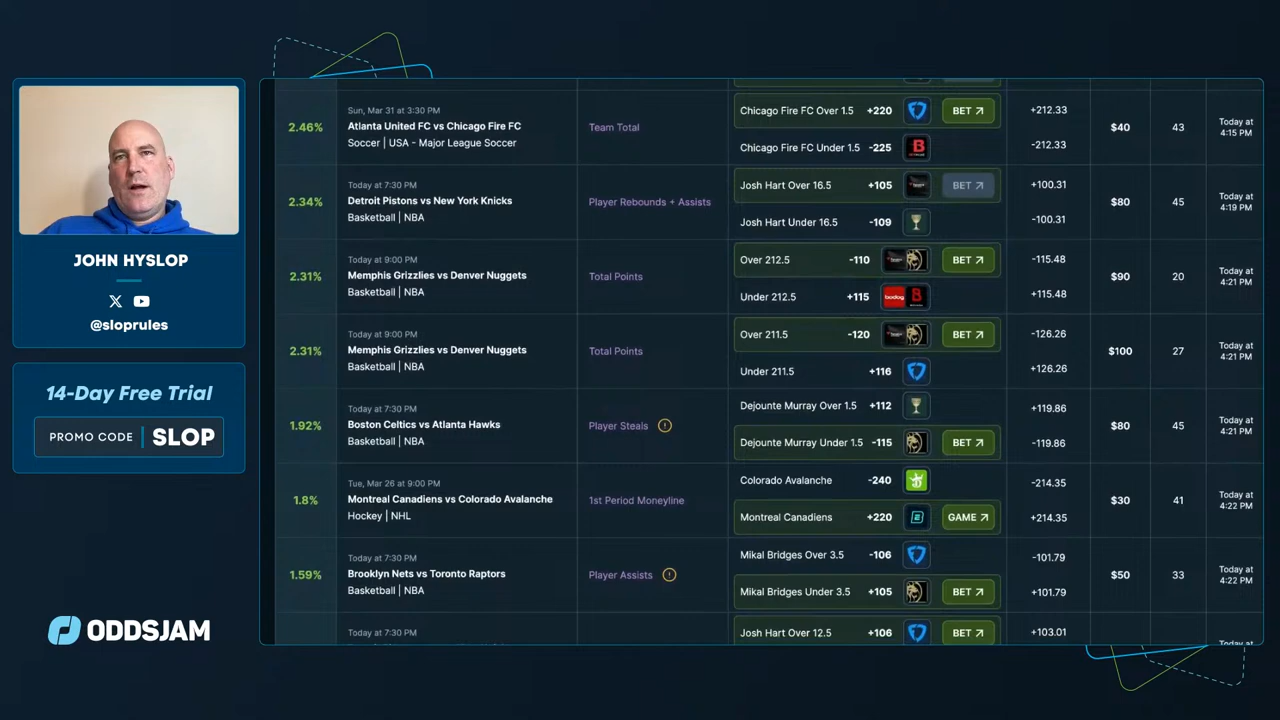 JOHN HYSLOP
@sloprules
14-Day Free Trial
PROMO CODE | SLOP
ODDSJAM
Chicago Fire FC Over 1.5 +220 BET
2.46%
Sun, Mar 31 at 3:30 PM
Atlanta United FC vs Chicago Fire FC
Soccer | USA - Major League Soccer
Team Total
Chicago Fire FC Under 1.5 -225
+212.33
-212.33
$40
43
Today at
4:15 PM
2.34%
Today at 7:30 PM
Detroit Pistons vs New York Knicks
Basketball | NBA
Player Rebounds + Assists
Josh Hart Over 16.5 +105 BET
Josh Hart Under 16.5 -109
+100.31
-100.31
$80
45
Today at
4:19 PM
2.31%
Today at 9:00 PM
Memphis Grizzlies vs Denver Nuggets
Basketball | NBA
Total Points
Over 212.5 -110 BET
Under 212.5 +115 bodog B
-115.48
+115.48
$90
20
Today at
4:21 PM
2.31%
Today at 9:00 PM
Memphis Grizzlies vs Denver Nuggets
Basketball | NBA
Total Points
Over 211.5 -120 BET
Under 211.5 +116
-126.26
+126.26
$100
27
Today at
4:21 PM
1.92%
Today at 7:30 PM
Boston Celtics vs Atlanta Hawks
Basketball | NBA
Player Steals
Dejounte Murray Over 1.5 +112
Dejounte Murray Under 1.5 -115 BET
+119.86
-119.86
$80
45
Today at
4:21 PM
1.8%
Tue, Mar 26 at 9:00 PM
Montreal Canadiens vs Colorado Avalanche
Hockey | NHL
1st Period Moneyline
Colorado Avalanche -240
Montreal Canadiens +220 GAME
-214.35
+214.35
$30
41
Today at
4:22 PM
1.59%
Today at 7:30 PM
Brooklyn Nets vs Toronto Raptors
Basketball | NBA
Player Assists
Mikal Bridges Over 3.5 -106
Mikal Bridges Under 3.5 +105 BET
-101.79
+101.79
$50
33
Today at
4:22 PM
Today at 7:30 PM
Josh Hart Over 12.5 +106 BET
+103.01
Today at